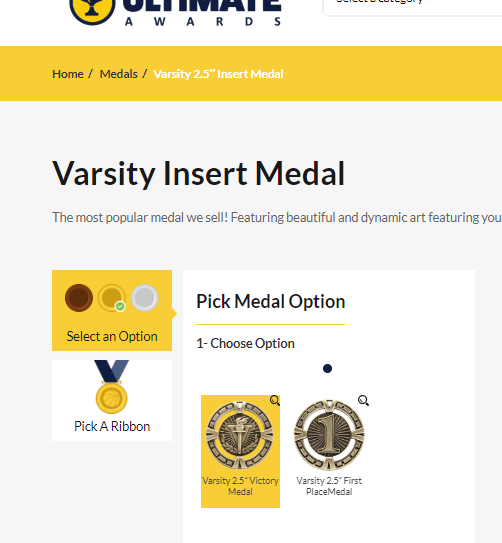 ULTIMATE
AWARDS
Select a category
Home / Medals / Varsity 2.5" Insert Medal
Varsity Insert Medal
The most popular medal we sell! Featuring beautiful and dynamic art featuring you
Select an Option
Pick A Ribbon
Pick Medal Option
1- Choose Option
1
Varsity 2.5" Victory
Medal
Varsity 2.5" First
PlaceMedal